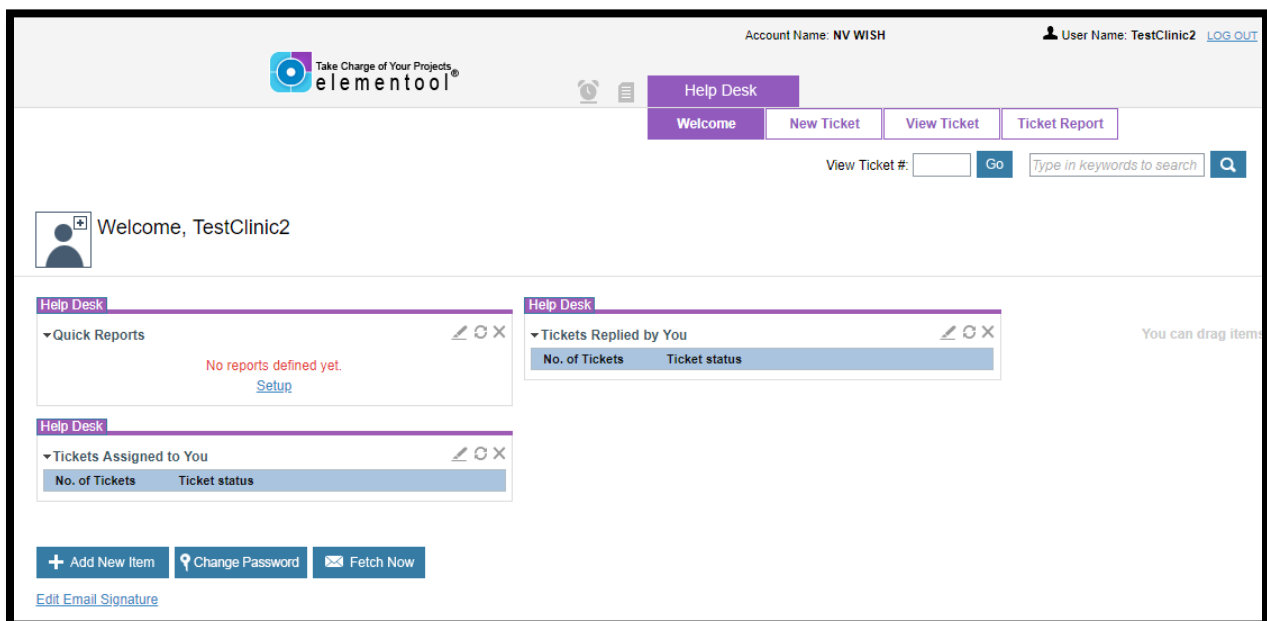 Account Name: NV WISH
User Name: TestClinic2 LOG OUT
Take Charge of Your Projects
elementool®
Help Desk
Welcome
New Ticket
View Ticket
Ticket Report
View Ticket #:
Go
Type in keywords to search
Welcome, TestClinic2
Help Desk
Quick Reports
No reports defined yet.
Setup
Help Desk
Tickets Replied by You
No. of Tickets Ticket status
You can drag items
Help Desk
Tickets Assigned to You
No. of Tickets Ticket status
Add New Item
Change Password
Fetch Now
Edit Email Signature